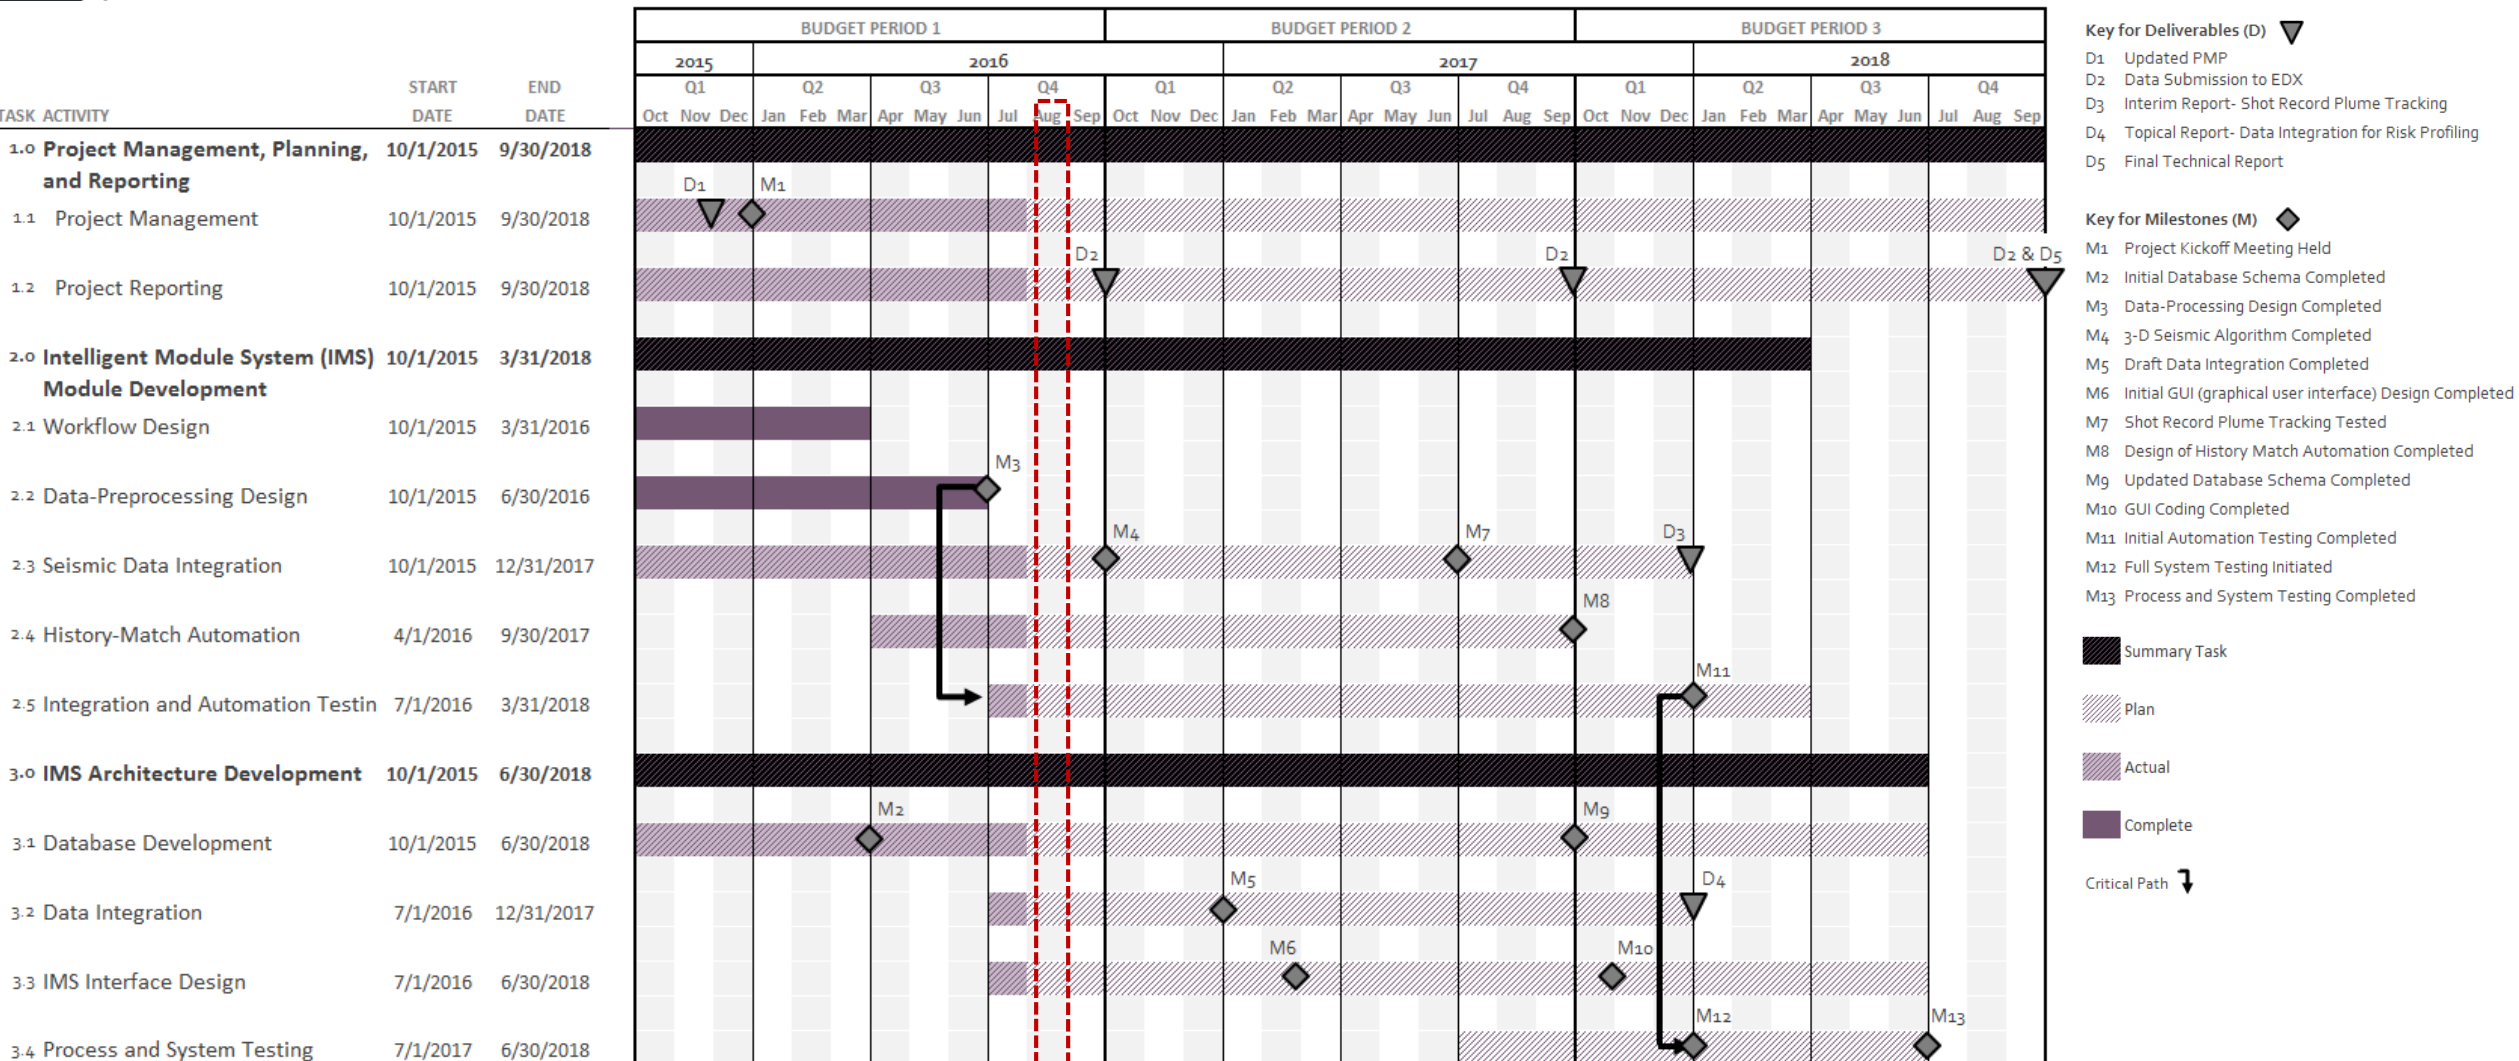 BUDGET PERIOD 1 BUDGET PERIOD 2 BUDGET PERIOD 3
2015 2016 2017 2018
START END Q1 Q2 Q3 Q4 Q1 Q2 Q3 Q4 Q1 Q2 Q3 Q4
TASK ACTIVITY DATE DATE Oct Nov Dec Jan Feb Mar Apr May Jun Jul Aug Sep Oct Nov Dec Jan Feb Mar Apr May Jun Jul Aug Sep Oct Nov Dec Jan Feb Mar Apr May Jun Jul Aug Sep
1.0 Project Management, Planning, 10/1/2015 9/30/2018
and Reporting
D1 M1
1.1 Project Management 10/1/2015 9/30/2018
D2 D2 D2 & D5
1.2 Project Reporting 10/1/2015 9/30/2018
2.0 Intelligent Module System (IMS) 10/1/2015 3/31/2018
Module Development
2.1 Workflow Design 10/1/2015 3/31/2016
M3
2.2 Data-Preprocessing Design 10/1/2015 6/30/2016
M4 M7 D3
2.3 Seismic Data Integration 10/1/2015 12/31/2017
M8
2.4 History-Match Automation 4/1/2016 9/30/2017
M11
2.5 Integration and Automation Testin 7/1/2016 3/31/2018
3.0 IMS Architecture Development 10/1/2015 6/30/2018
M2 M9
3.1 Database Development 10/1/2015 6/30/2018
M5 D4
3.2 Data Integration 7/1/2016 12/31/2017
M6 M10
3.3 IMS Interface Design 7/1/2016 6/30/2018
M12 M13
3.4 Process and System Testing 7/1/2017 6/30/2018
Key for Deliverables (D)
D1 Updated PMP
D2 Data Submission to EDX
D3 Interim Report- Shot Record Plume Tracking
D4 Topical Report- Data Integration for Risk Profiling
D5 Final Technical Report
Key for Milestones (M)
M1 Project Kickoff Meeting Held
M2 Initial Database Schema Completed
M3 Data-Processing Design Completed
M4 3-D Seismic Algorithm Completed
M5 Draft Data Integration Completed
M6 Initial GUI (graphical user interface) Design Completed
M7 Shot Record Plume Tracking Tested
M8 Design of History Match Automation Completed
M9 Updated Database Schema Completed
M10 GUI Coding Completed
M11 Initial Automation Testing Completed
M12 Full System Testing Initiated
M13 Process and System Testing Completed
Summary Task
Plan
Actual
Complete
Critical Path